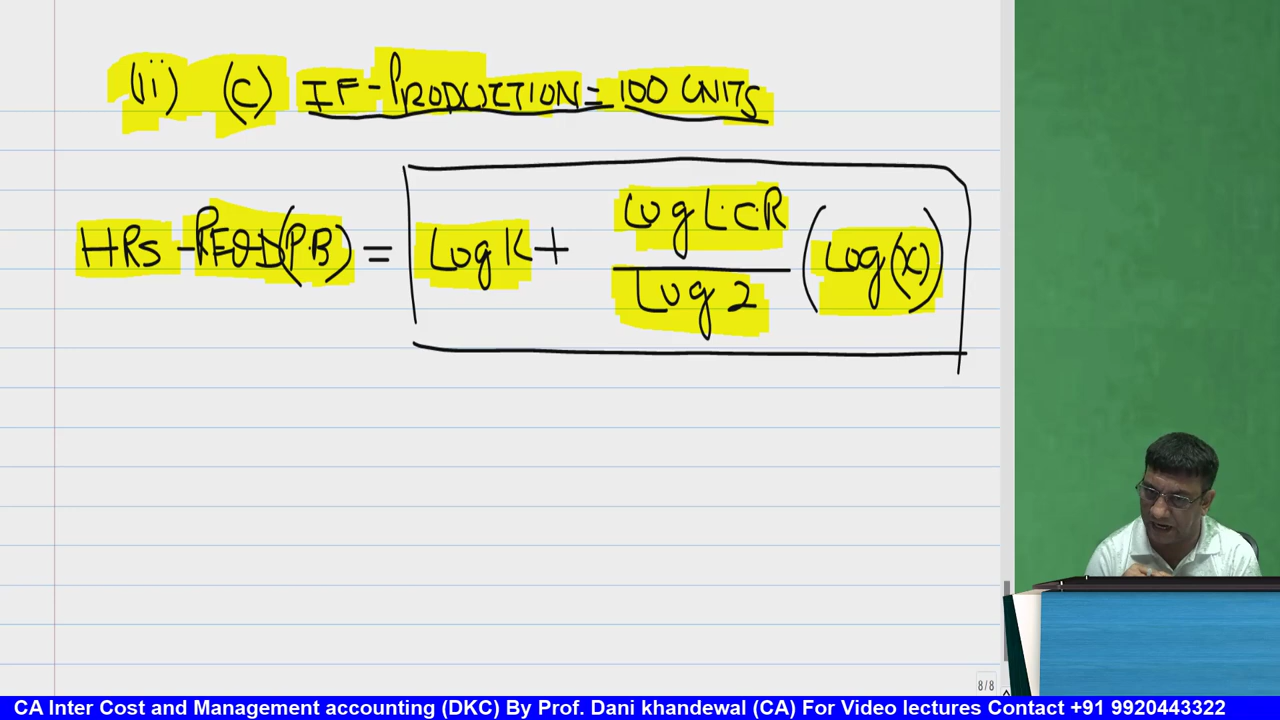 (ii) (C) IF - PRODUCTION = 100 UNITS
HRs - REQD (P.B) = Log K + Log L.C.R / Log 2 (Log (x))
8/8
CA Inter Cost and Management accounting (DKC) By Prof. Dani khandewal (CA) For Video lectures Contact +91 9920443322